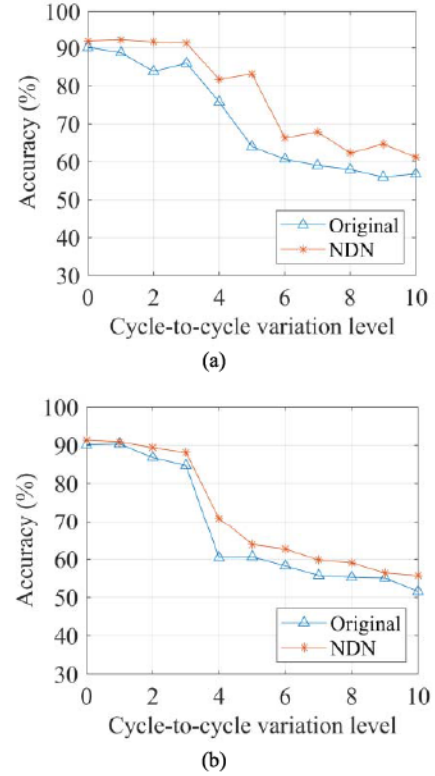 100
90
80
70
60
50
40
30
Accuracy (%)
Original
NDN
0 2 4 6 8 10
Cycle-to-cycle variation level
(a)
100
90
80
70
60
50
40
30
Accuracy (%)
Original
NDN
0 2 4 6 8 10
Cycle-to-cycle variation level
(b)